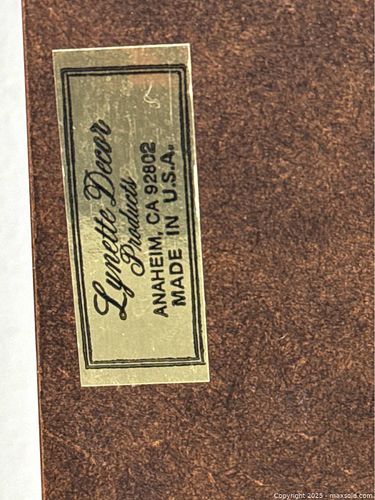 Lynette Decor
Products
ANAHEIM, CA 92802
MADE IN U.S.A.
Copyright 2025 - maxsold.com